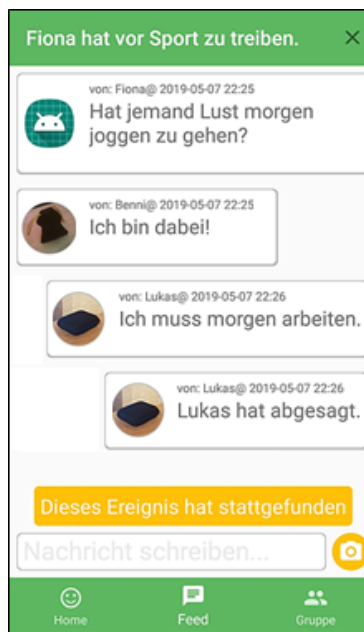 Fiona hat vor Sport zu treiben.
von: Fiona@ 2019-05-07 22:25
Hat jemand Lust morgen
joggen zu gehen?
von: Benni@ 2019-05-07 22:25
Ich bin dabei!
von: Lukas@ 2019-05-07 22:26
Ich muss morgen arbeiten.
von: Lukas@ 2019-05-07 22:26
Lukas hat abgesagt.
Dieses Ereignis hat stattgefunden
Nachricht schreiben...
Home Feed Gruppe